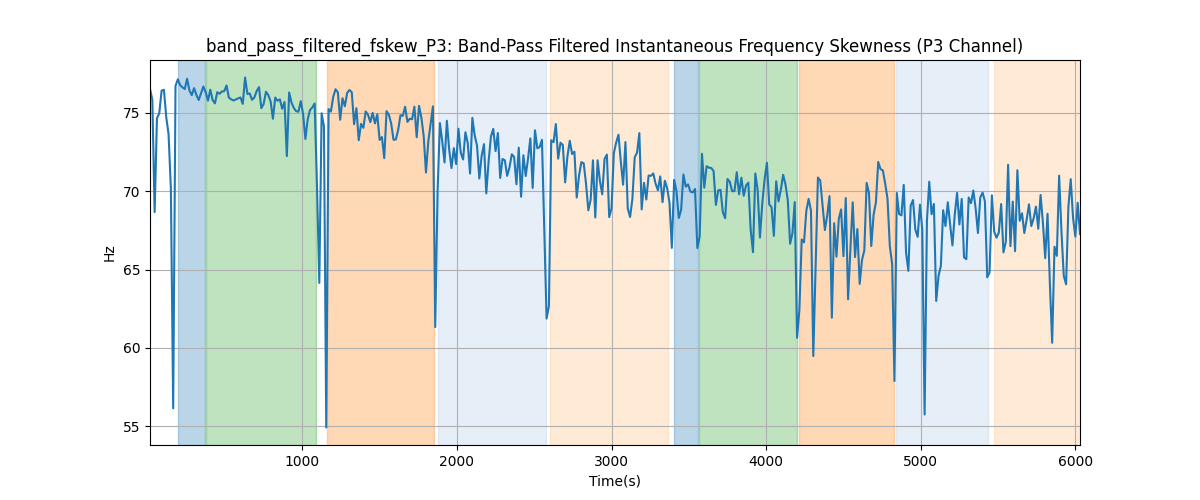 band_pass_filtered_fskew_P3: Band-Pass Filtered Instantaneous Frequency Skewness (P3 Channel)
75
70
65
60
55
Hz
1000 2000 3000 4000 5000 6000
Time(s)